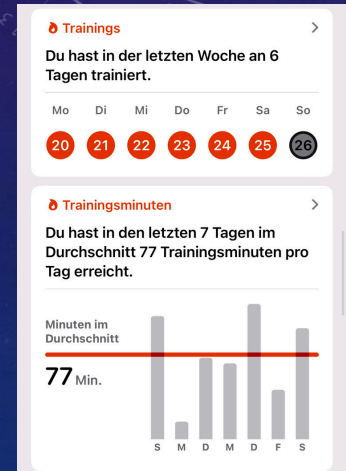 Trainings
Du hast in der letzten Woche an 6
Tagen trainiert.
Mo Di Mi Do Fr Sa So
20 21 22 23 24 25 26
Trainingsminuten
Du hast in den letzten 7 Tagen im
Durchschnitt 77 Trainingsminuten pro
Tag erreicht.
Minuten im
Durchschnitt
77 Min.
S M D M D F S